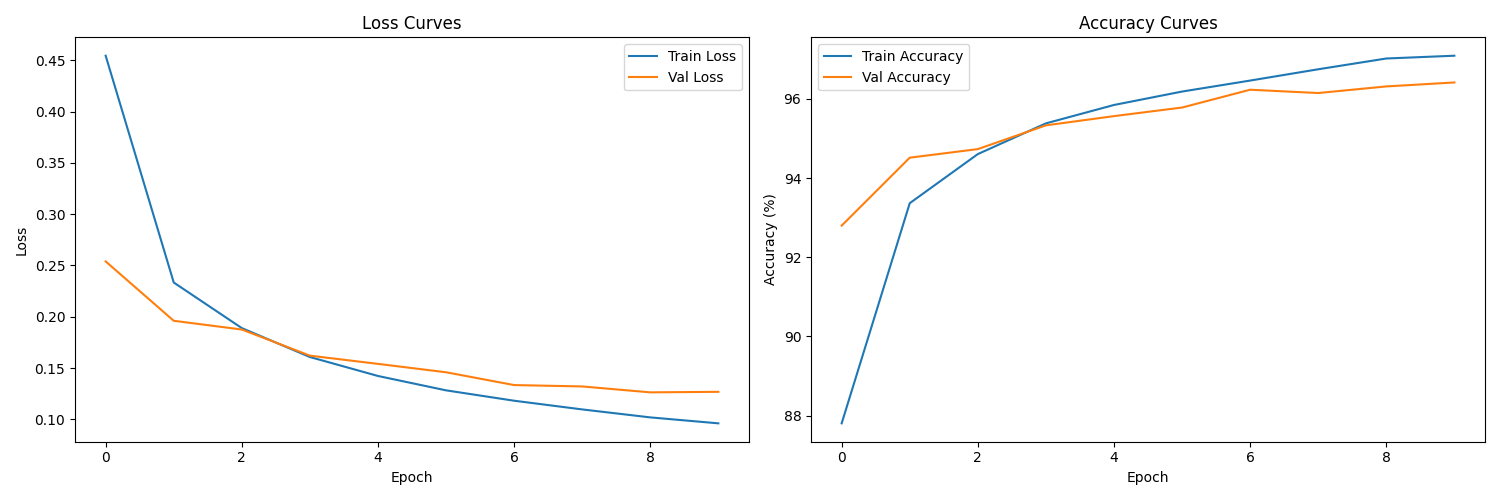 Loss Curves
Train Loss
Val Loss
0.45
0.40
0.35
0.30
0.25
0.20
0.15
0.10
Loss
0 2 4 6 8
Epoch
Accuracy Curves
Train Accuracy
Val Accuracy
96
94
92
90
88
Accuracy (%)
0 2 4 6 8
Epoch